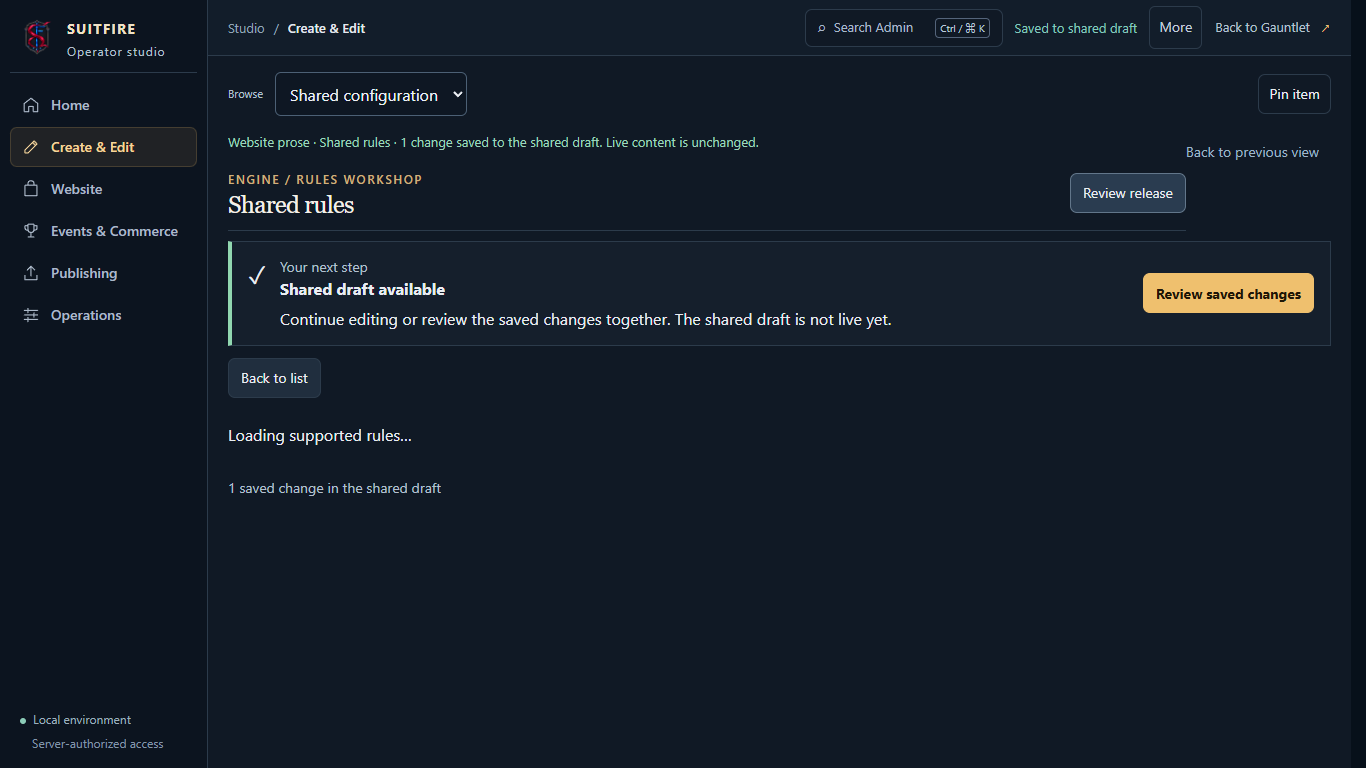 SUITFIRE
Operator studio
Home
Create & Edit
Website
Events & Commerce
Publishing
Operations
Local environment
Server-authorized access
Studio / Create & Edit
Search Admin Ctrl / ⌘ K
Saved to shared draft
More
Back to Gauntlet ↗
Browse
Shared configuration
Pin item
Website prose · Shared rules · 1 change saved to the shared draft. Live content is unchanged.
Back to previous view
ENGINE / RULES WORKSHOP
Shared rules
Review release
Your next step
Shared draft available
Continue editing or review the saved changes together. The shared draft is not live yet.
Review saved changes
Back to list
Loading supported rules...
1 saved change in the shared draft